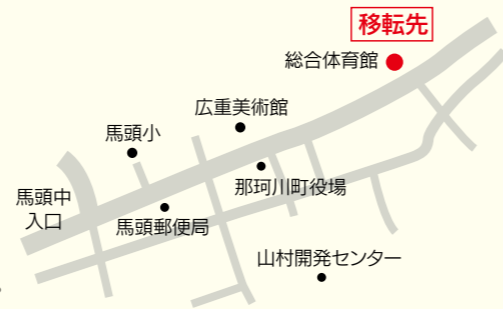 移転先
総合体育館
広重美術館
馬頭小
那珂川町役場
馬頭中
入口
馬頭郵便局
山村開発センター